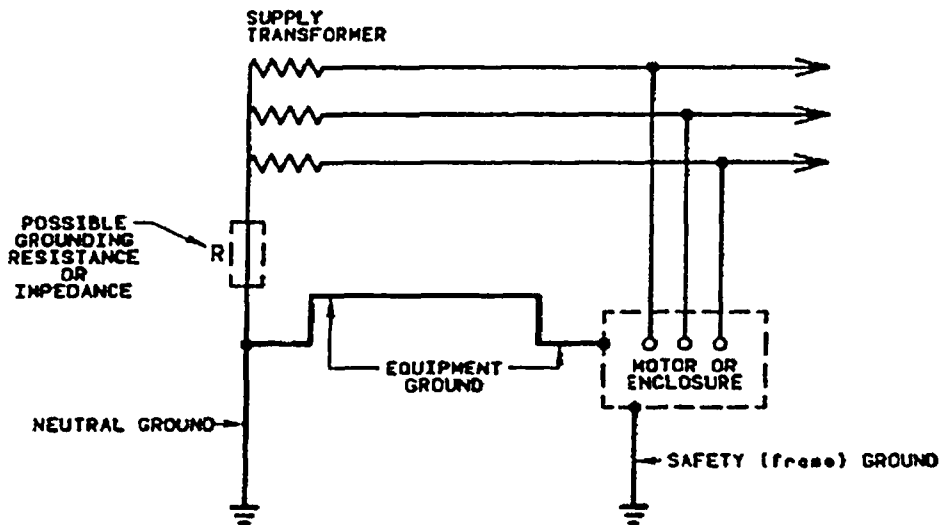 SUPPLY
TRANSFORMER
POSSIBLE
GROUNDING
RESISTANCE
OR
IMPEDANCE
R
EQUIPMENT
GROUND
MOTOR OR
ENCLOSURE
NEUTRAL GROUND
SAFETY (frame) GROUND